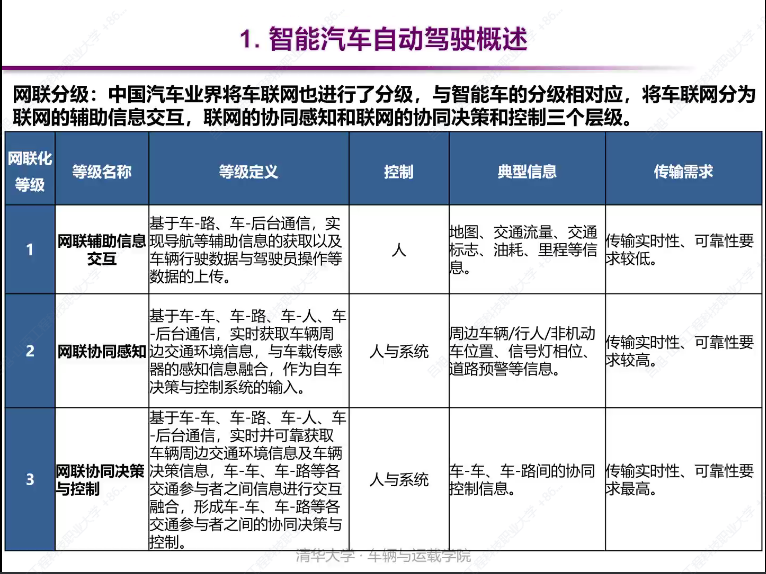 1. 智能汽车自动驾驶概述
网联分级：中国汽车业界将车联网也进行了分级，与智能车的分级相对应，将车联网分为
联网的辅助信息交互，联网的协同感知和联网的协同决策和控制三个层级。
网联化
等级
等级名称
等级定义
控制
典型信息
传输需求
1
网联辅助信息
交互
基于车-路、车-后台通信，实
现导航等辅助信息的获取以及
车辆行驶数据与驾驶员操作等
数据的上传。
人
地图、交通流量、交通
标志、油耗、里程等信
息。
传输实时性、可靠性要
求较低。
2
网联协同感知
基于车-车、车-路、车-人、车
-后台通信，实时获取车辆周
边交通环境信息，与车载传感
器的感知信息融合，作为自车
决策与控制系统的输入。
人与系统
周边车辆/行人/非机动
车位置、信号灯相位、
道路预警等信息。
传输实时性、可靠性要
求较高。
3
网联协同决策
与控制
基于车-车、车-路、车-人、车
-后台通信，实时并可靠获取
车辆周边交通环境信息及车辆
决策信息，车-车、车-路等各
交通参与者之间信息进行交互
融合，形成车-车、车-路等各
交通参与者之间的协同决策与
控制。
人与系统
车-车、车-路间的协同
控制信息。
传输实时性、可靠性要
求最高。
清华大学 · 车辆与运载学院